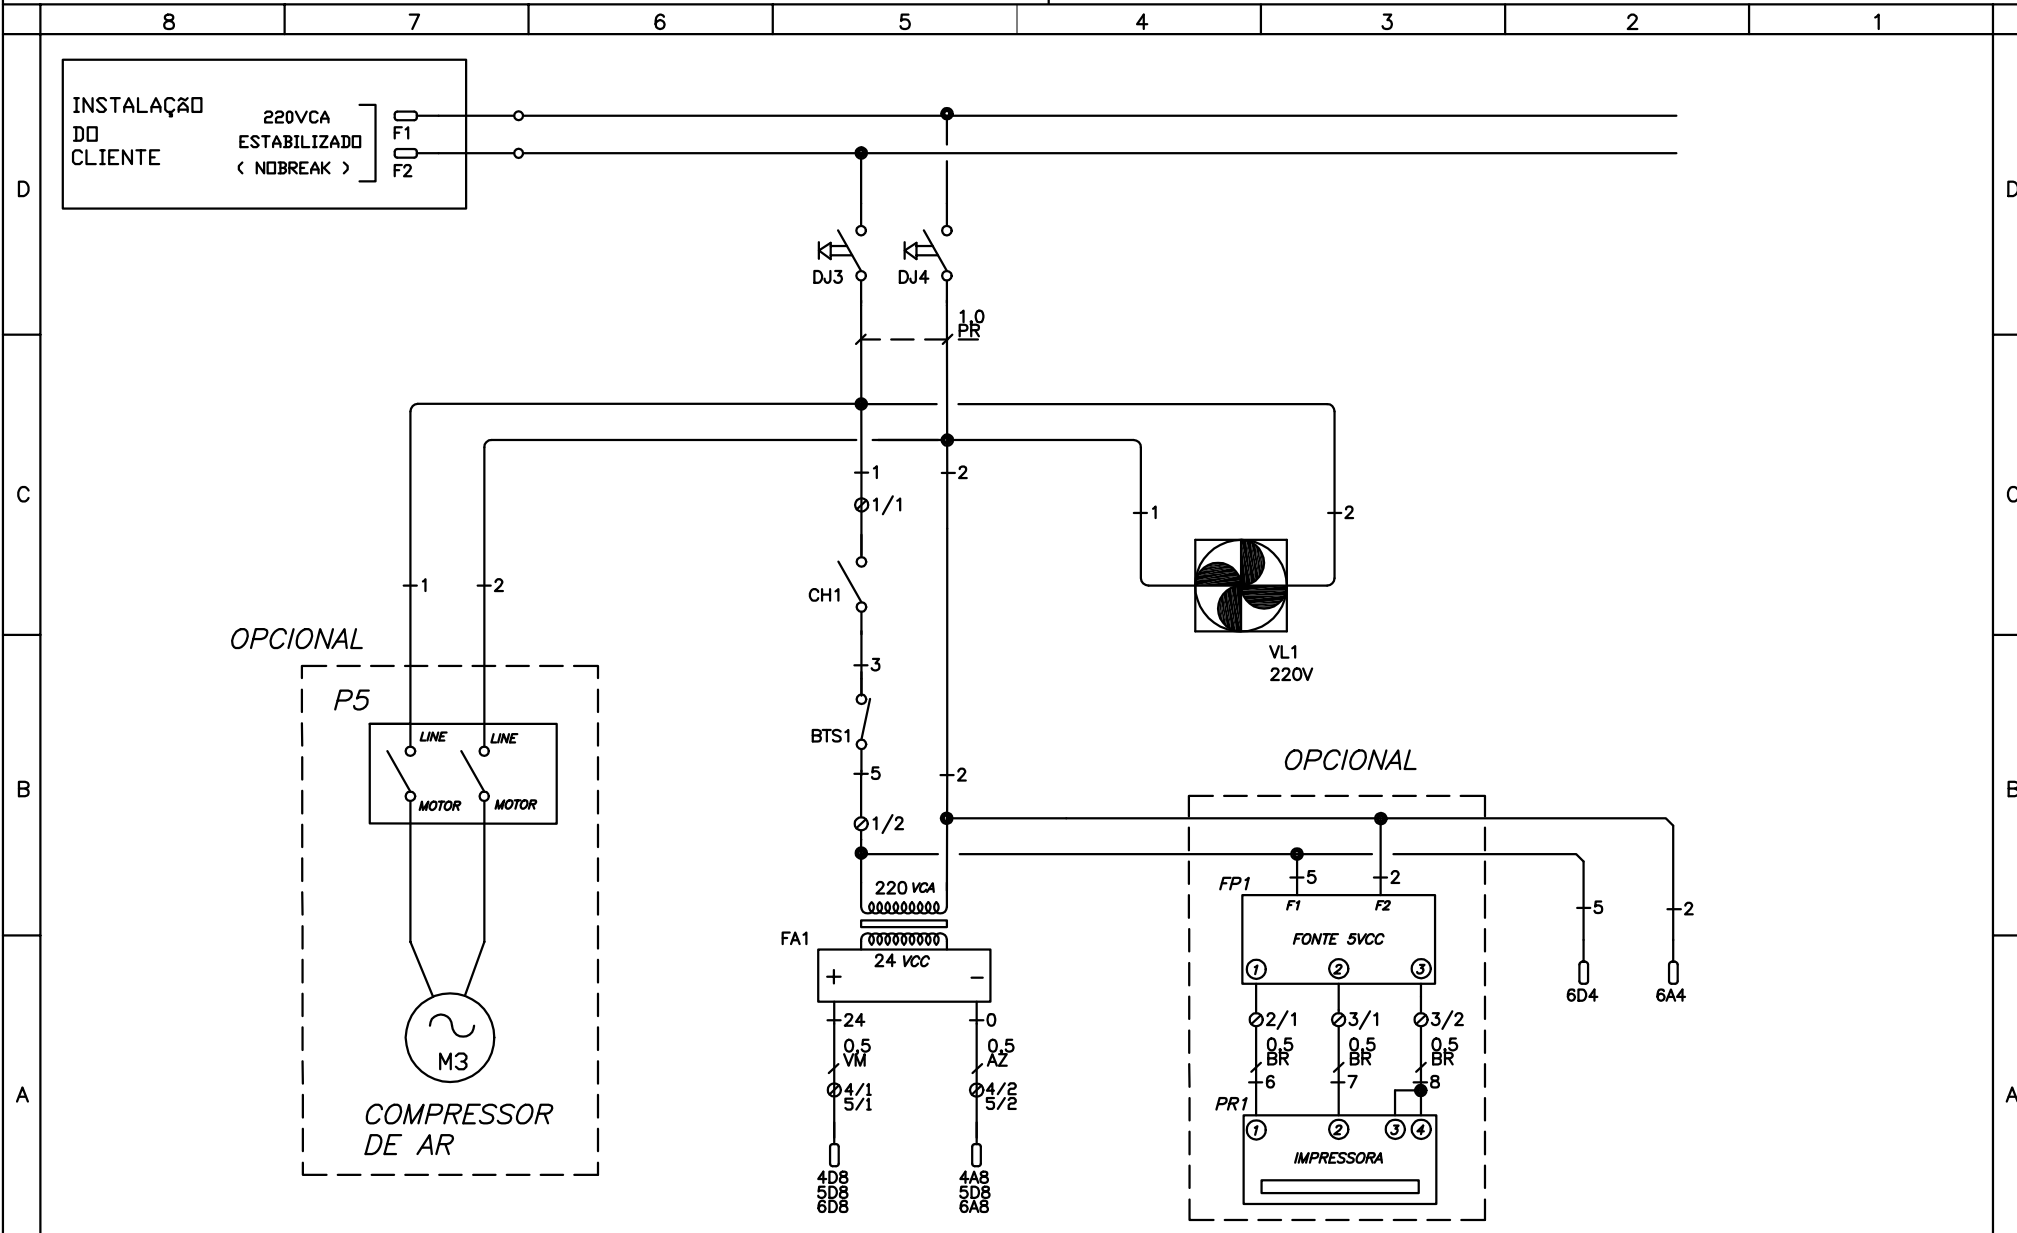 8 7 6 5 4 3 2 1
INSTALAÇÃO
DO
CLIENTE
220VCA
ESTABILIZADO
( NOBREAK )
F1
F2
D
D
DJ3
DJ4
1,0
PR
C
C
1
2
1/1
1
2
CH1
1
2
OPCIONAL
P5
LINE
LINE
MOTOR
MOTOR
M3
COMPRESSOR
DE AR
3
BTS1
5
2
1/2
VL1
220V
B
B
220 VCA
FA1
24 VCC
+
-
24
0,5
VM
4/1
5/1
4D8
5D8
6D8
0
0,5
AZ
4/2
5/2
4A8
5D8
6A8
OPCIONAL
5
2
FP1
F1
F2
FONTE 5VCC
1 2 3
2/1
0,5
BR
6
3/1
0,5
BR
7
3/2
0,5
BR
8
PR1
1 2 3 4
IMPRESSORA
5
2
6D4
6A4
A
A